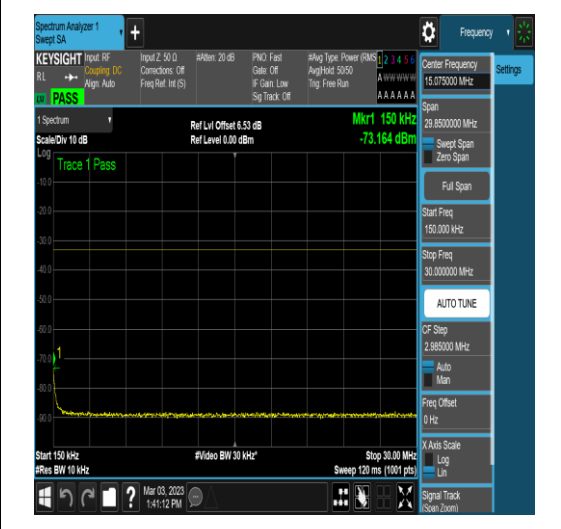 Spectrum Analyzer 1
Swept SA
+
Frequency
KEYSIGHT
RL
PASS
Input: RF
Coupling: DC
Align: Auto
Input Z: 50 Ω
Corrections: Off
Freq Ref: Int (S)
#Atten: 20 dB
PNO: Fast
Gate: Off
IF Gain: Low
Sig Track: Off
#Avg Type: Power (RMS
Avg|Hold: 50/50
Trig: Free Run
1 2 3 4 5 6
A W W W W W
A A A A A A
1 Spectrum
Scale/Div 10 dB
Ref Lvl Offset 6.53 dB
Ref Level 0.00 dBm
Mkr1 150 kHz
-73.164 dBm
Log
Trace 1 Pass
-10.0
-20.0
-30.0
-40.0
-50.0
-60.0
-70.0
-80.0
-90.0
1
Start 150 kHz
#Res BW 10 kHz
#Video BW 30 kHz*
Stop 30.00 MHz
Sweep 120 ms (1001 pts)
Center Frequency
15.075000 MHz
Settings
Span
29.8500000 MHz
Swept Span
Zero Span
Full Span
Start Freq
150.000 kHz
Stop Freq
30.000000 MHz
AUTO TUNE
CF Step
2.985000 MHz
Auto
Man
Freq Offset
0 Hz
X Axis Scale
Log
Lin
Signal Track
(Span Zoom)
?
Mar 03, 2023
1:41:12 PM